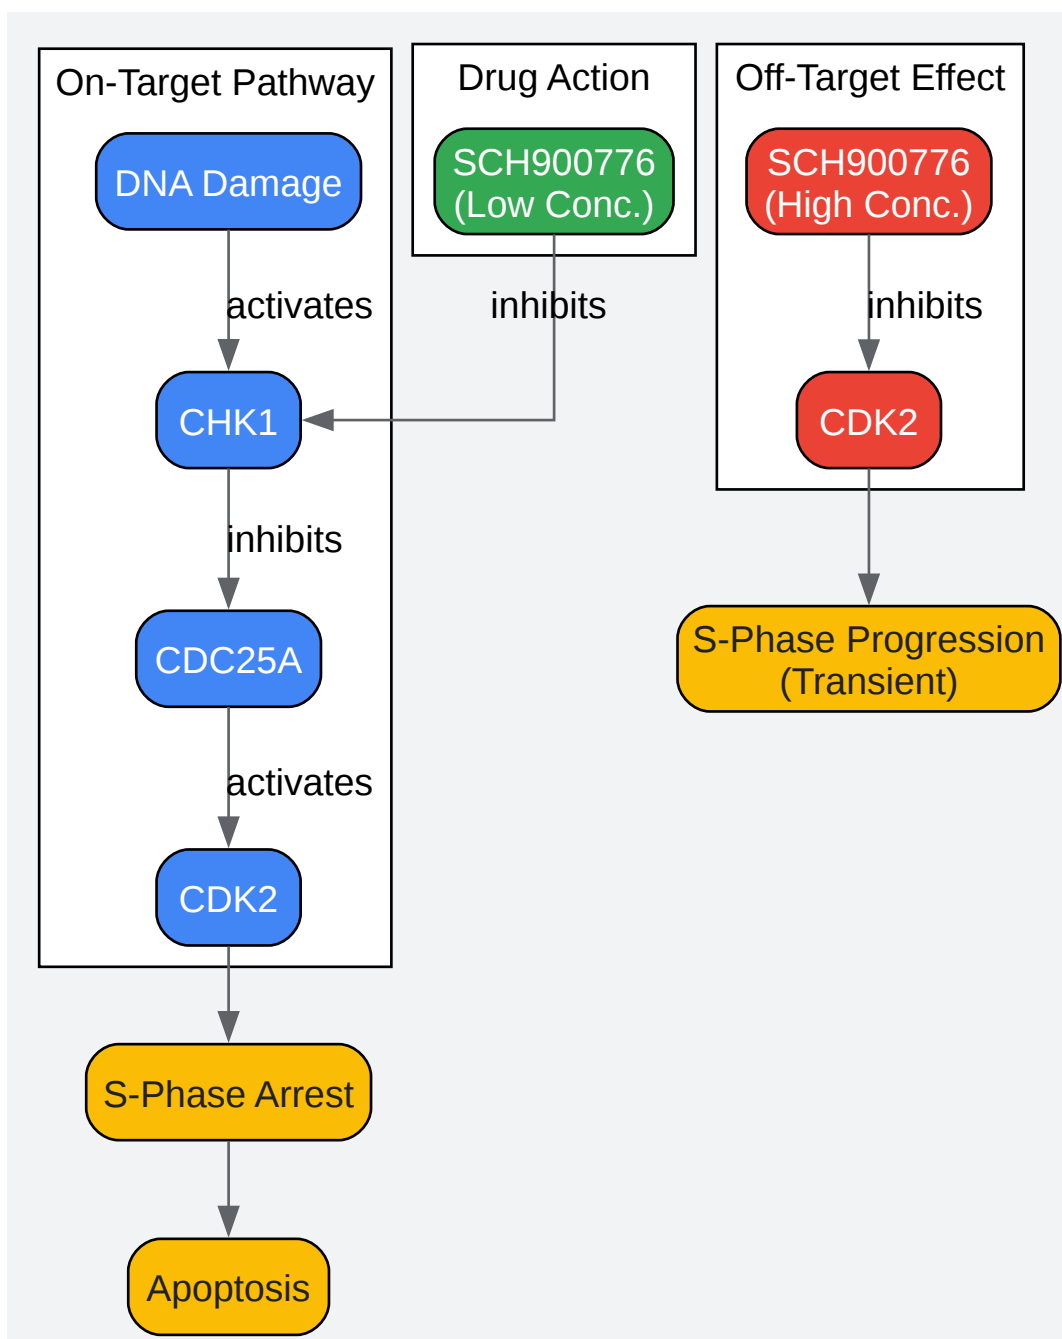 On-Target Pathway
DNA Damage
activates
CHK1
inhibits
CDC25A
activates
CDK2
S-Phase Arrest
Apoptosis
Drug Action
SCH900776
(Low Conc.)
inhibits
Off-Target Effect
SCH900776
(High Conc.)
inhibits
CDK2
S-Phase Progression
(Transient)